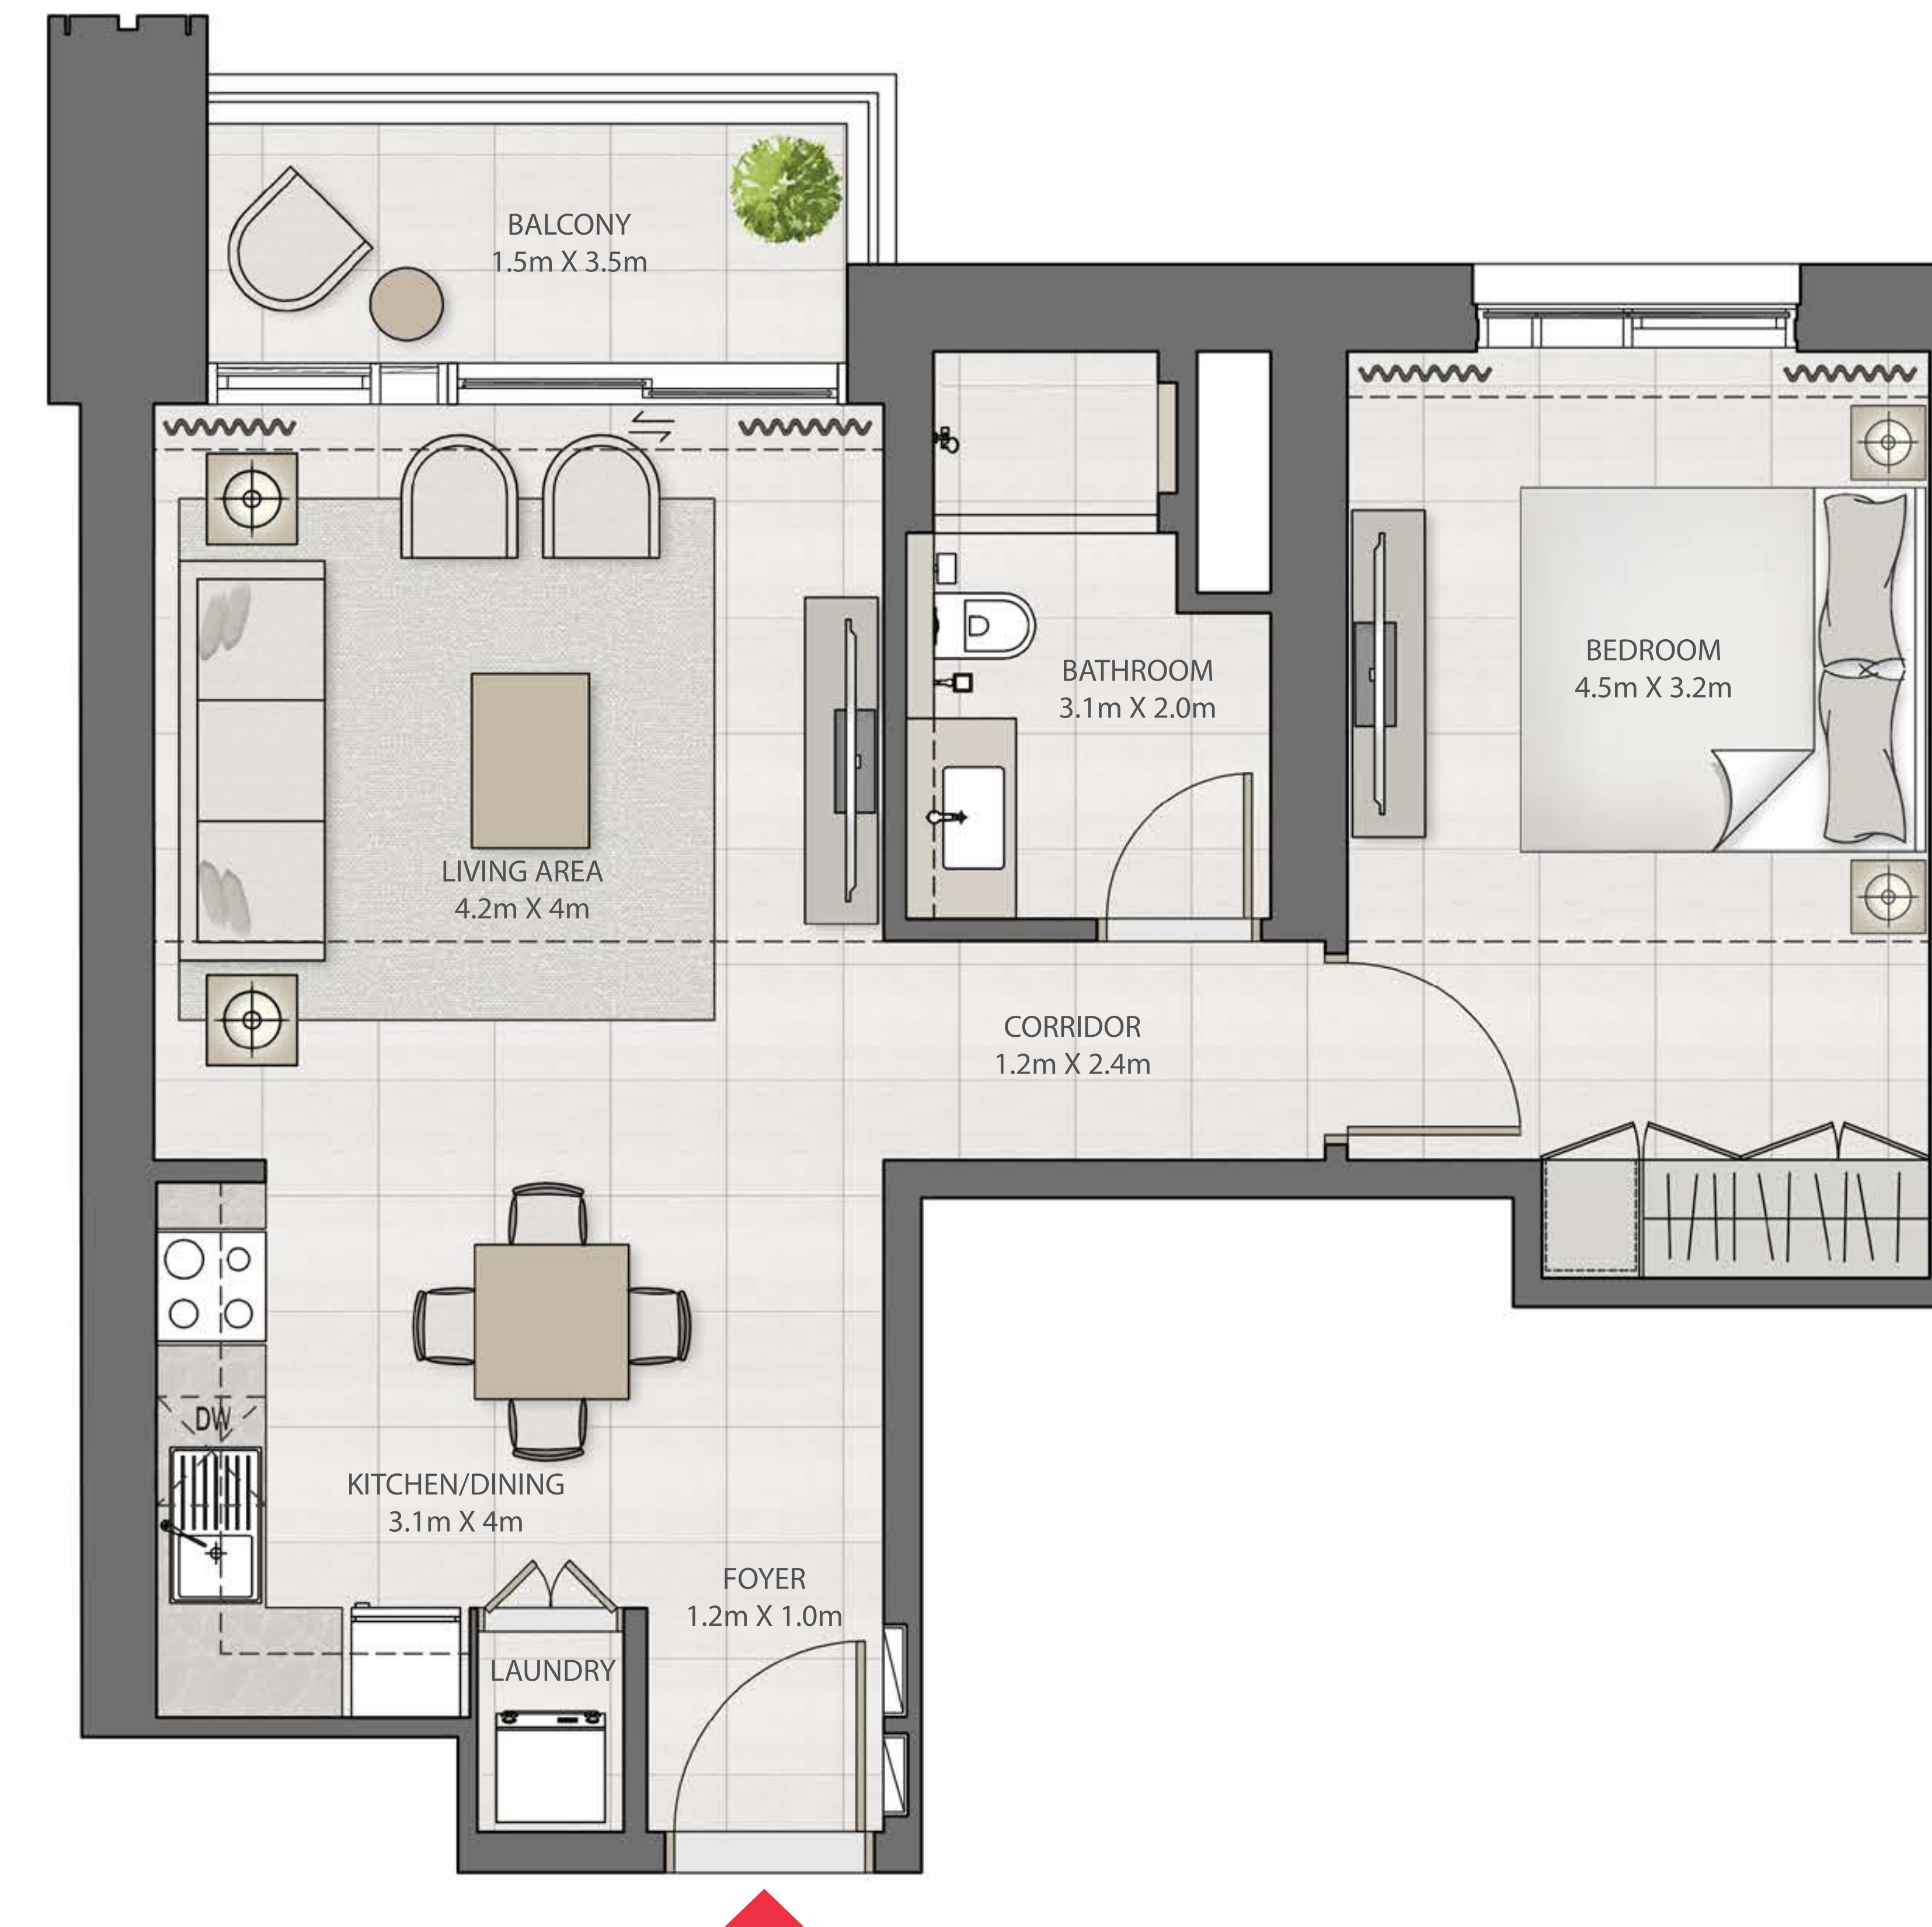 BALCONY
1.5m X 3.5m
BEDROOM
4.5m X 3.2m
BATHROOM
3.1m X 2.0m
LIVING AREA
4.2m X 4m
CORRIDOR
1.2m X 2.4m
DW
KITCHEN/DINING
3.1m X 4m
FOYER
1.2m X 1.0m
LAUNDRY